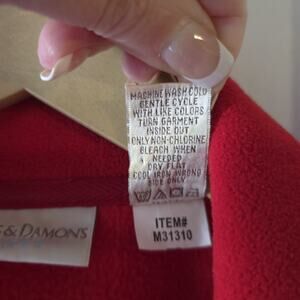 MACHINE WASH COLD
GENTLE CYCLE
WITH LIKE COLORS
TURN GARMENT
INSIDE OUT
ONLY NON-CHLORINE
BLEACH WHEN
NEEDED
DRY FLAT
COOL IRON WRONG
SIDE ONLY
& DAMON'S
ITEM#
M31310